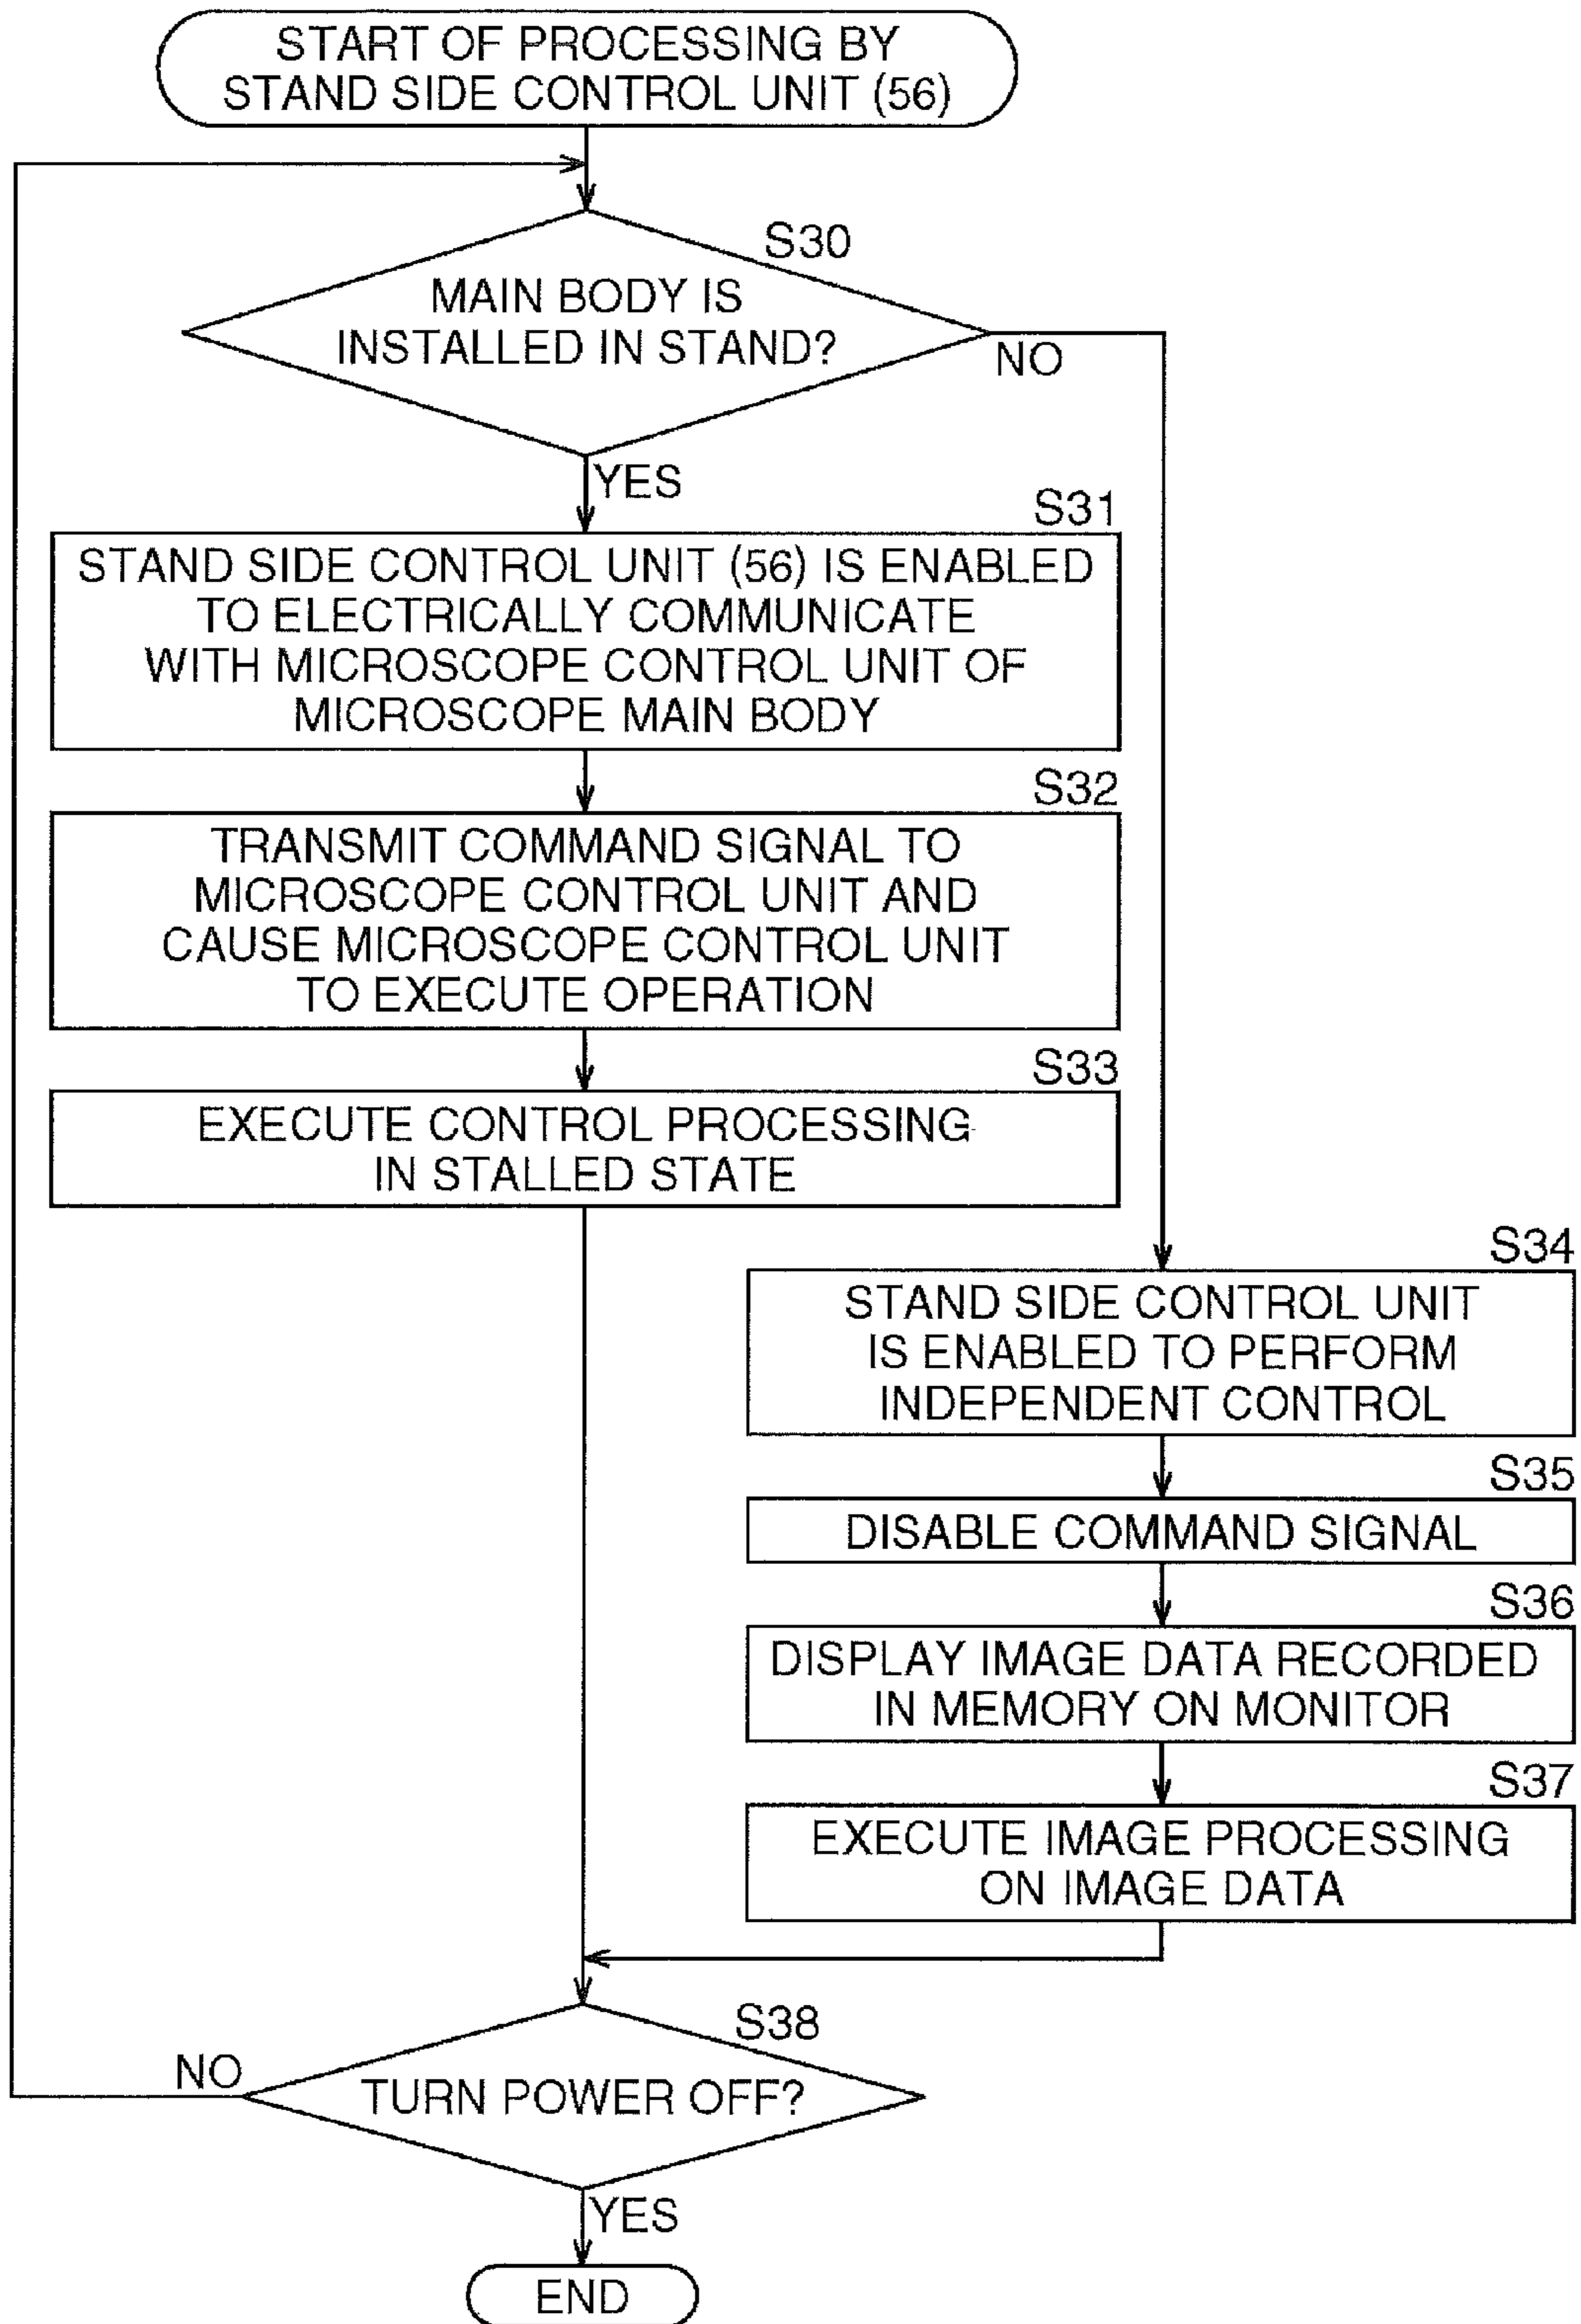 START OF PROCESSING BY
STAND SIDE CONTROL UNIT (56)
S30
MAIN BODY IS
INSTALLED IN STAND?
NO
YES
S31
STAND SIDE CONTROL UNIT (56) IS ENABLED
TO ELECTRICALLY COMMUNICATE
WITH MICROSCOPE CONTROL UNIT OF
MICROSCOPE MAIN BODY
S32
TRANSMIT COMMAND SIGNAL TO
MICROSCOPE CONTROL UNIT AND
CAUSE MICROSCOPE CONTROL UNIT
TO EXECUTE OPERATION
S33
EXECUTE CONTROL PROCESSING
IN STALLED STATE
S34
STAND SIDE CONTROL UNIT
IS ENABLED TO PERFORM
INDEPENDENT CONTROL
S35
DISABLE COMMAND SIGNAL
S36
DISPLAY IMAGE DATA RECORDED
IN MEMORY ON MONITOR
S37
EXECUTE IMAGE PROCESSING
ON IMAGE DATA
S38
NO
TURN POWER OFF?
YES
END